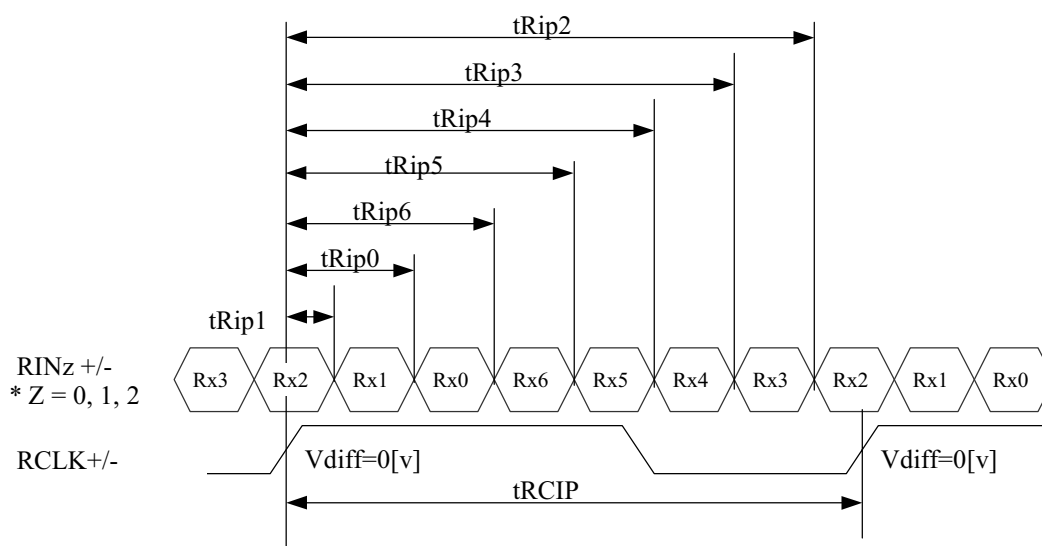 tRip2
tRip3
tRip4
tRip5
tRip6
tRip0
tRip1
RINz +/-
* Z = 0, 1, 2
Rx3 Rx2 Rx1 Rx0 Rx6 Rx5 Rx4 Rx3 Rx2 Rx1 Rx0
RCLK+/-
Vdiff=0[v] Vdiff=0[v]
tRCIP